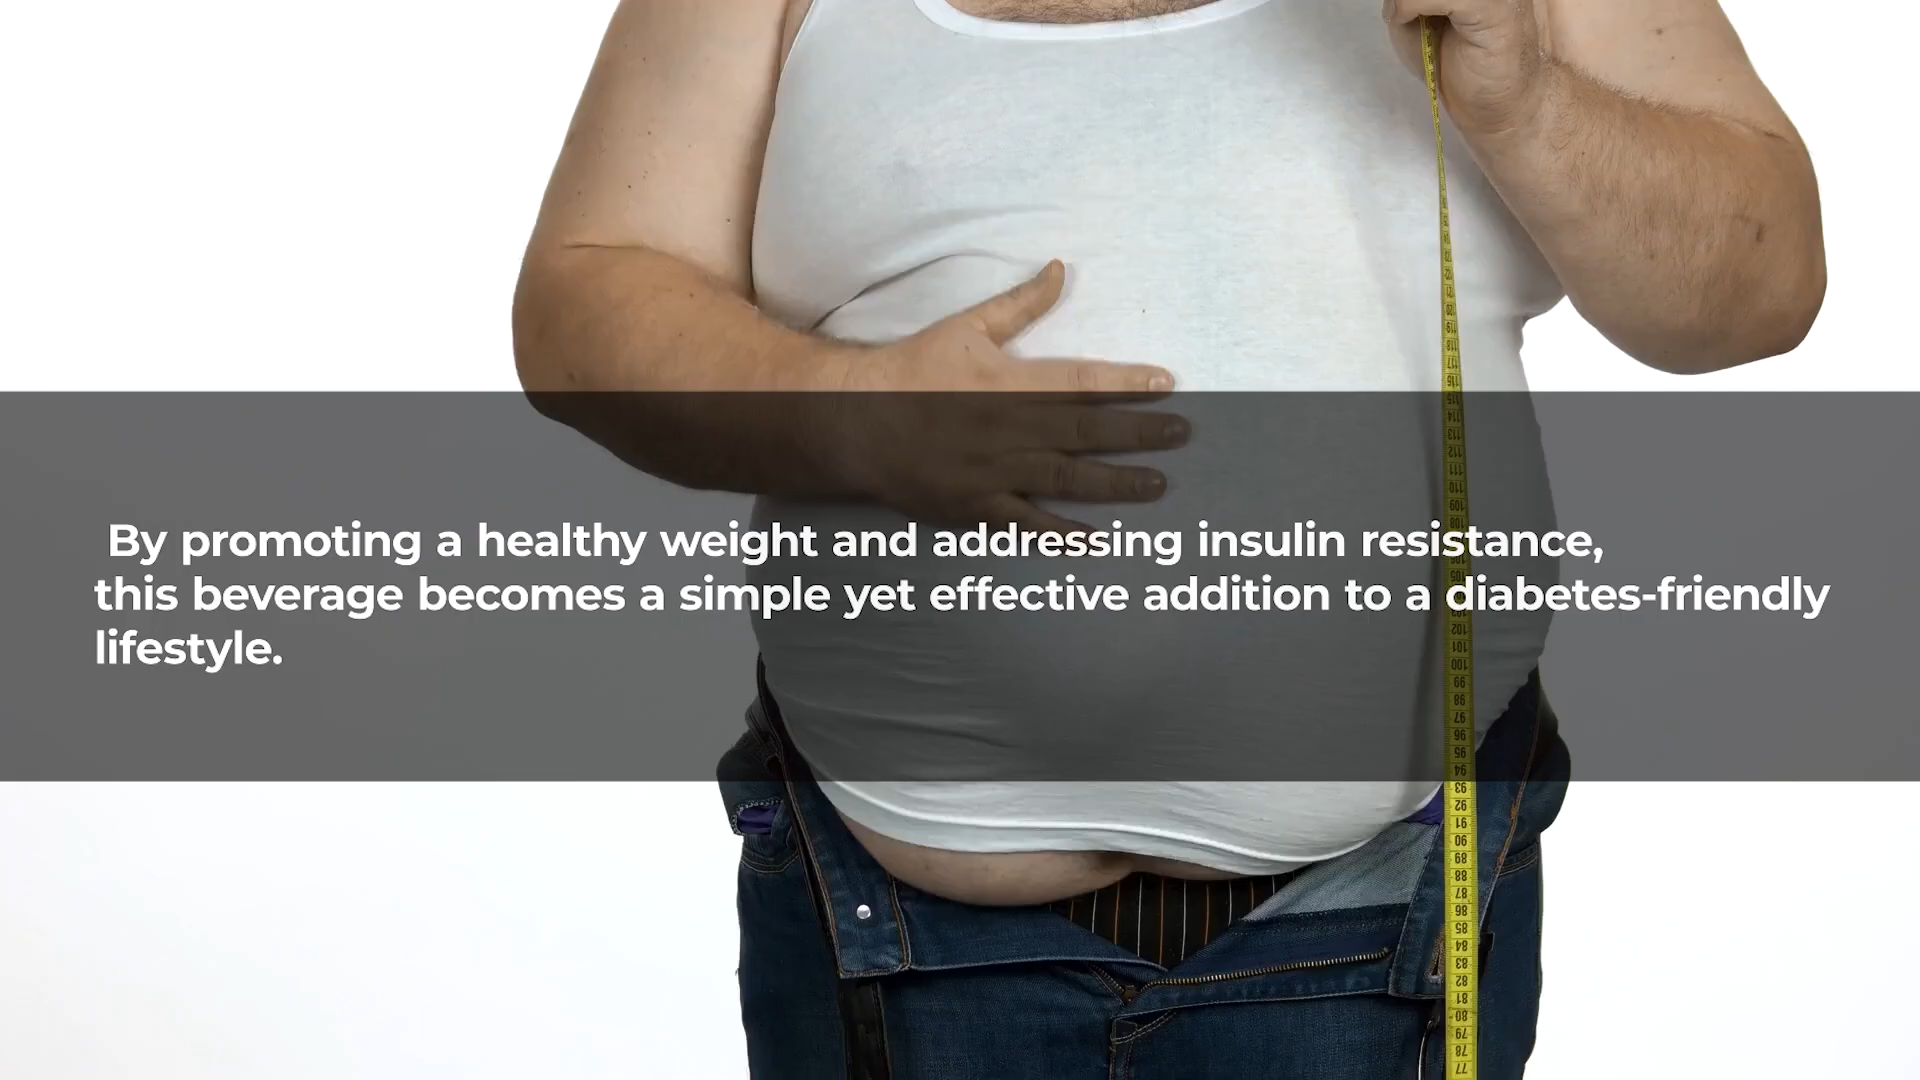 By promoting a healthy weight and addressing insulin resistance,
this beverage becomes a simple yet effective addition to a diabetes-friendly
lifestyle.